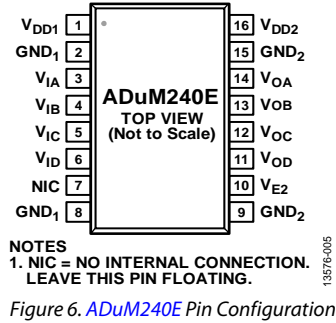 VDD1 1 16 VDD2
GND1 2 15 GND2
VIA 3 14 VOA
VIB 4 ADuM240E 13 VOB
VIC 5 TOP VIEW 12 VOC
VID 6 (Not to Scale) 11 VOD
NIC 7 10 VE2
GND1 8 9 GND2
NOTES
1. NIC = NO INTERNAL CONNECTION.
LEAVE THIS PIN FLOATING.
13576-005
Figure 6. ADuM240E Pin Configuration